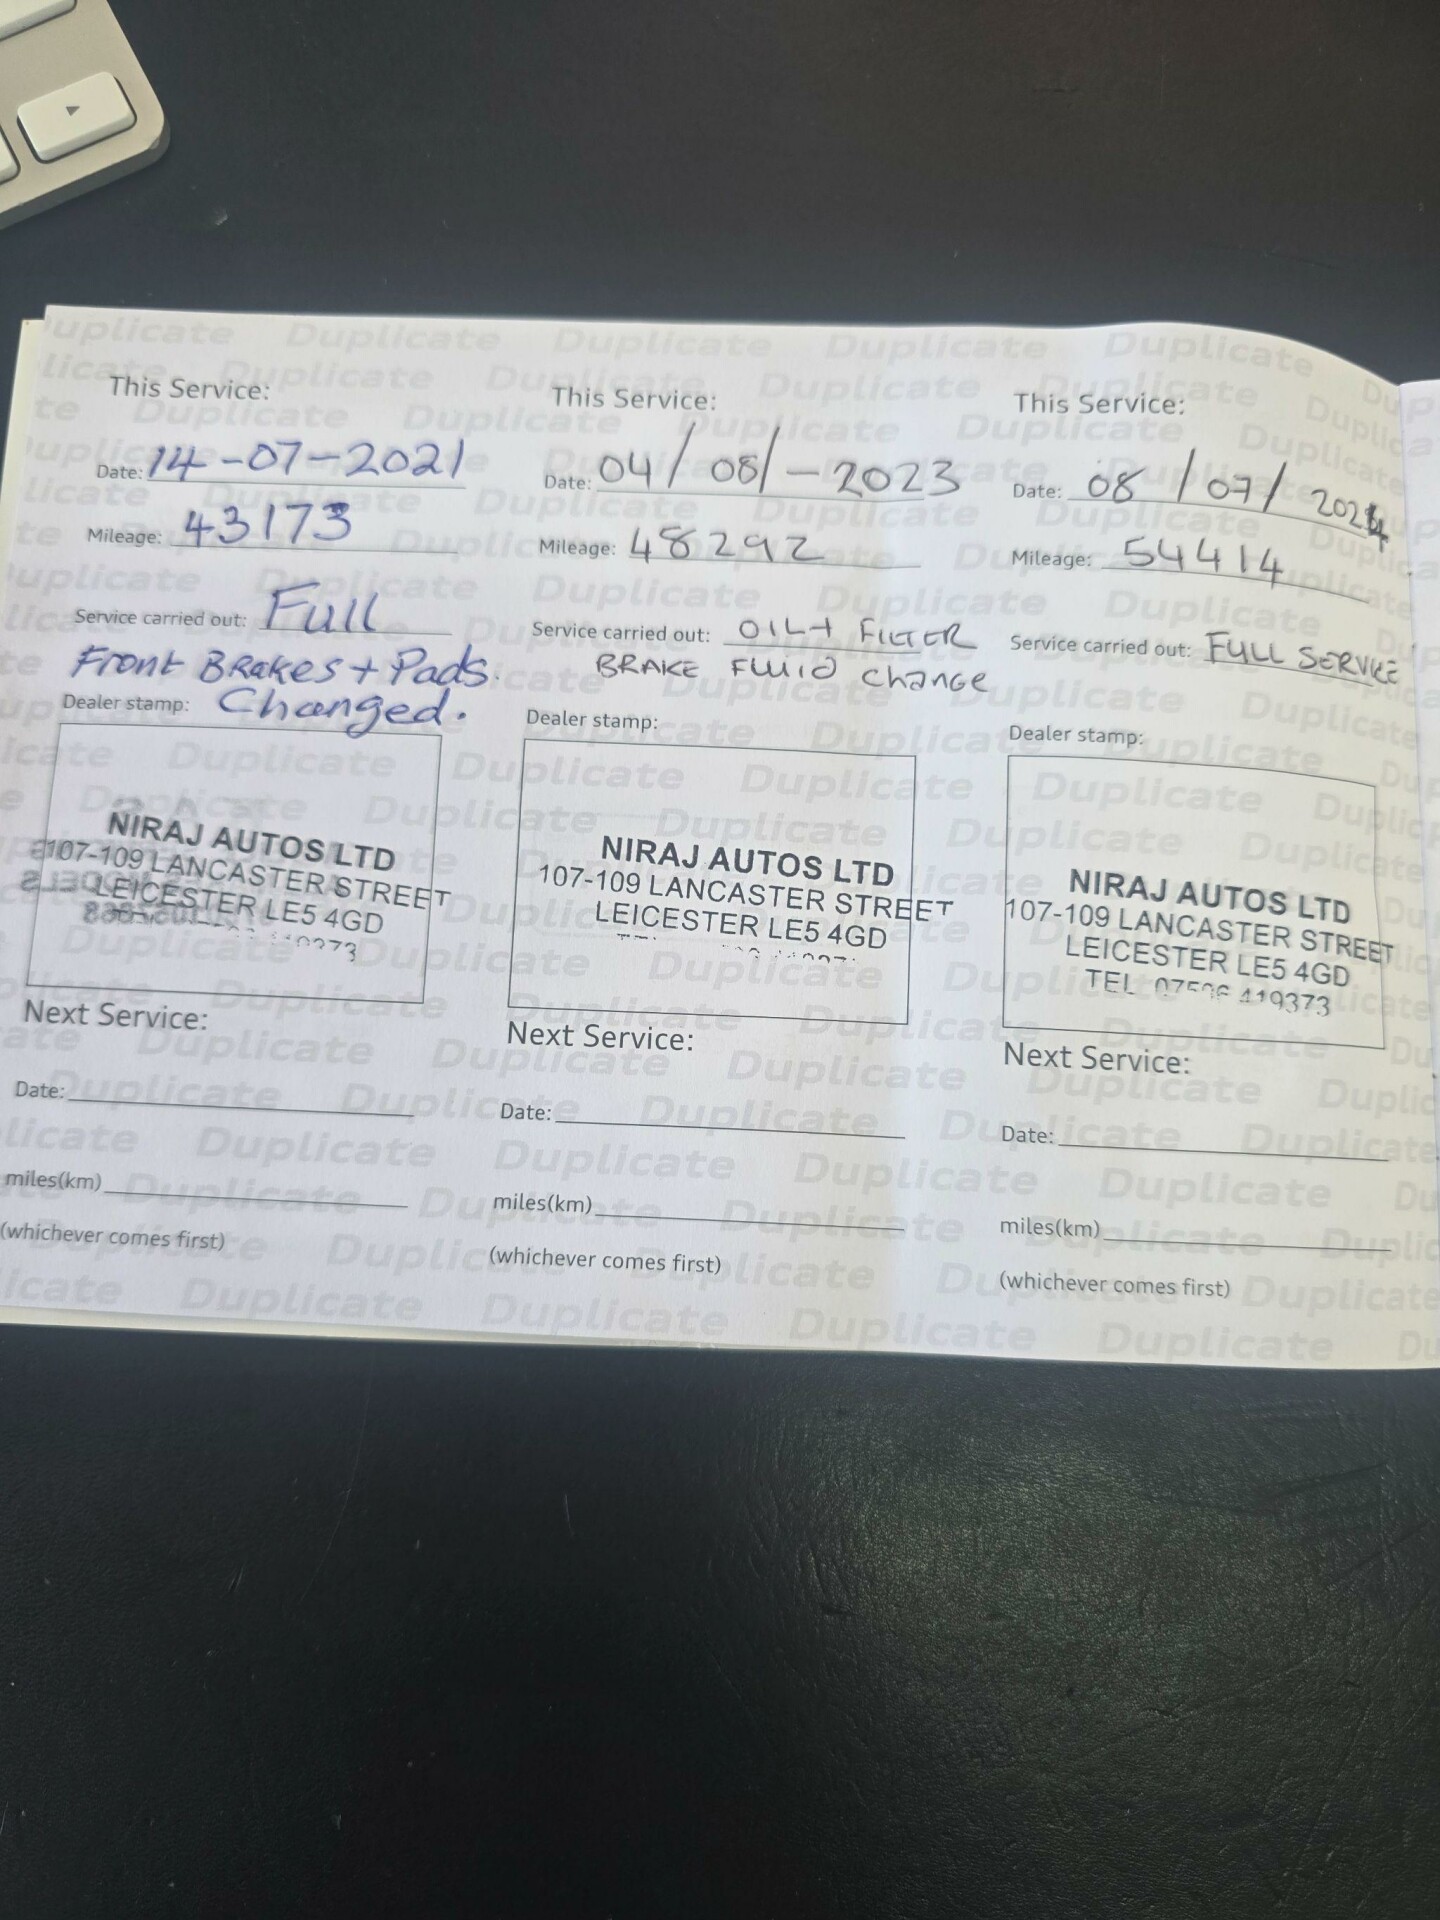 This Service:
Date: 14-07-2021
Mileage: 43173
Service carried out: Full
Front Brakes + Pads.
Changed.
Dealer stamp:
NIRAJ AUTOS LTD
107-109 LANCASTER STREET
LEICESTER LE5 4GD
Next Service:
Date:
miles(km)
(whichever comes first)
This Service:
Date: 04/08/-2023
Mileage: 48292
Service carried out: OIL+ FILTER
BRAKE FLUID change
Dealer stamp:
NIRAJ AUTOS LTD
107-109 LANCASTER STREET
LEICESTER LE5 4GD
Next Service:
Date:
miles(km)
(whichever comes first)
This Service:
Date: 08/07/2024
Mileage: 54414
Service carried out: FULL SERVICE
Dealer stamp:
NIRAJ AUTOS LTD
107-109 LANCASTER STREET
LEICESTER LE5 4GD
TEL 419373
Next Service:
Date:
miles(km)
(whichever comes first)
Duplicate